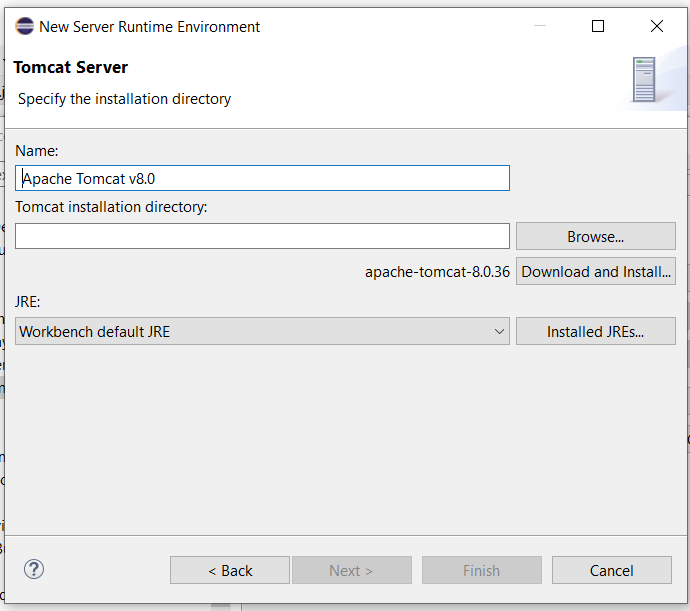 New Server Runtime Environment
Tomcat Server
Specify the installation directory
Name:
Apache Tomcat v8.0
Tomcat installation directory:
Browse...
apache-tomcat-8.0.36 Download and Install...
JRE:
Workbench default JRE Installed JREs...
? < Back Next > Finish Cancel